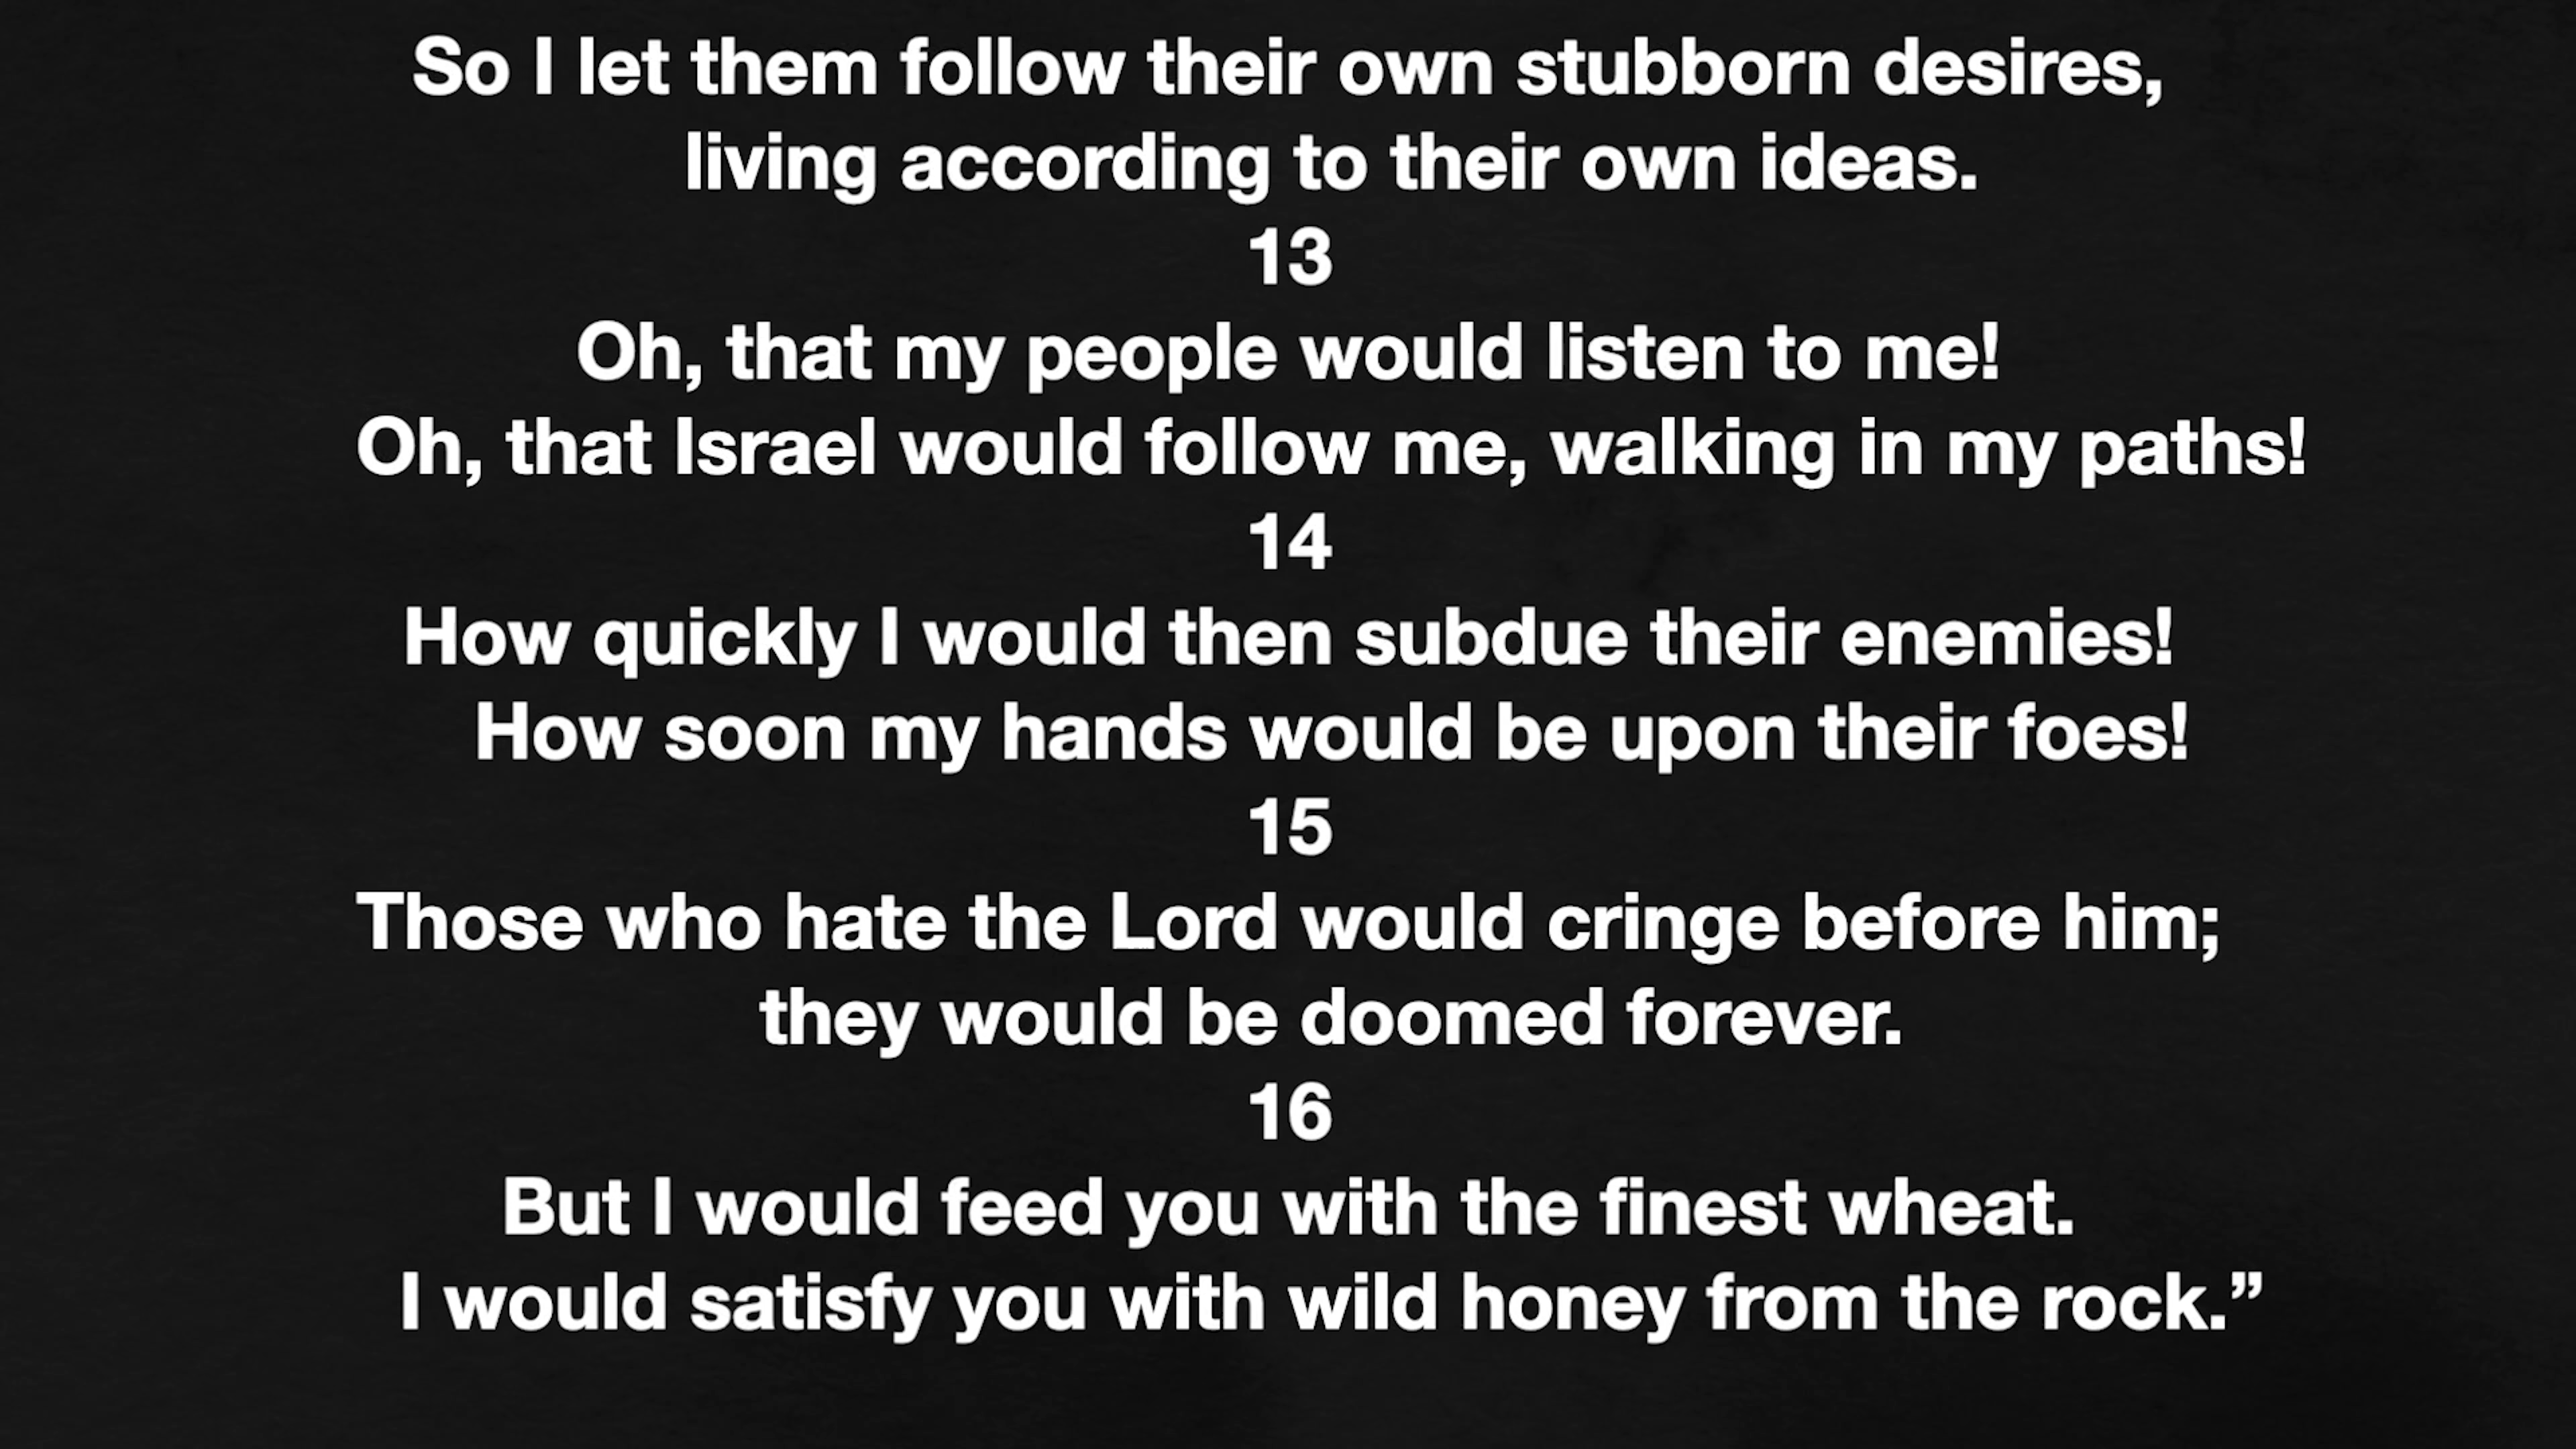 So I let them follow their own stubborn desires,
living according to their own ideas.
13
Oh, that my people would listen to me!
Oh, that Israel would follow me, walking in my paths!
14
How quickly I would then subdue their enemies!
How soon my hands would be upon their foes!
15
Those who hate the Lord would cringe before him;
they would be doomed forever.
16
But I would feed you with the finest wheat.
I would satisfy you with wild honey from the rock.”